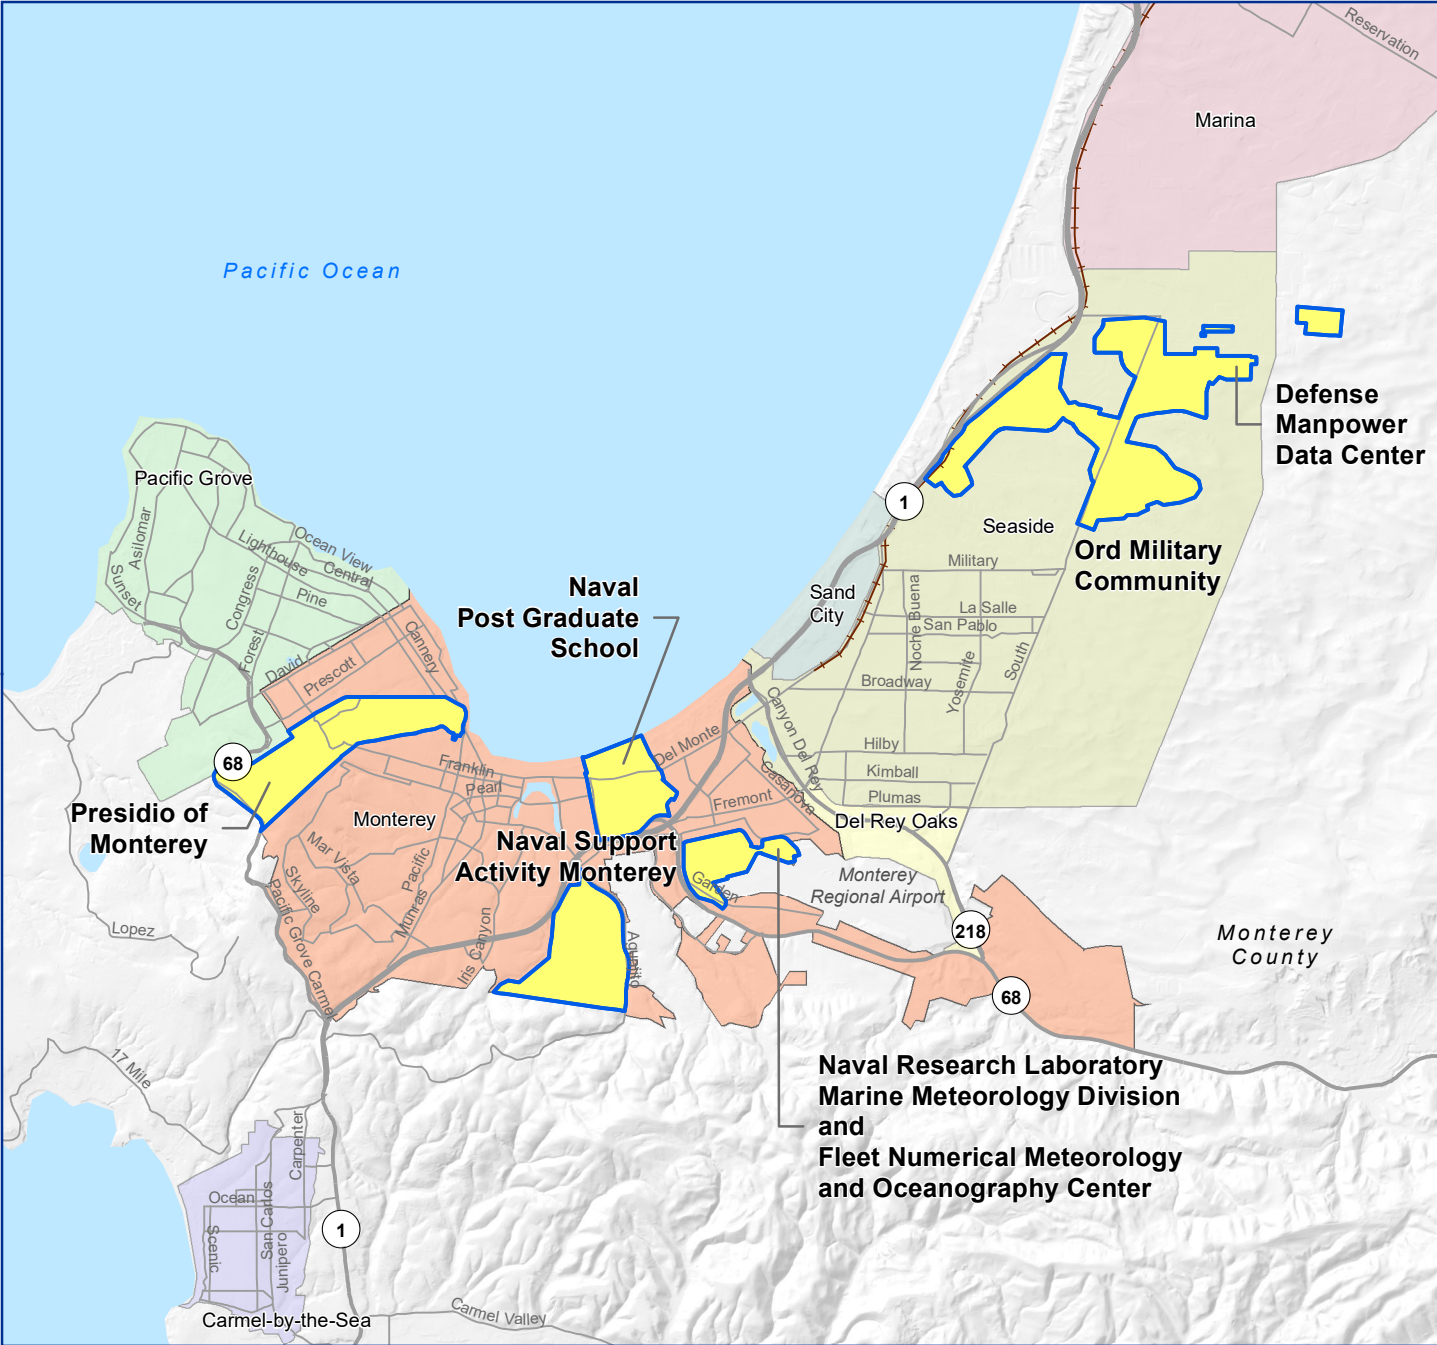 Reservation
Marina
Pacific Ocean
Defense
Manpower
Data Center
Pacific Grove
1
Seaside
Asilomar
Ocean View
Lighthouse
Central
Military
Ord Military
Community
Sunset
Congress
Pine
Naval
Post Graduate
School
Sand
City
Noche Buena
La Salle
San Pablo
Cannery
Forest
David
Prescott
South
Yosemite
Broadway
Canyon Del Rey
Del Monte
68
Hilby
Franklin
Pearl
Casanova
Kimball
Fremont
Plumas
Presidio of
Monterey
Monterey
Del Rey Oaks
Naval Support
Activity Monterey
Mar Vista
Pacific
Skyline
Garden
Monterey
Regional Airport
Munras
Pacific Grove Carmel
Iris Canyon
Aguajito
Lopez
218
Monterey
County
68
17 Mile
Naval Research Laboratory
Marine Meteorology Division
and
Fleet Numerical Meteorology
and Oceanography Center
Carpenter
Ocean
San Carlos
Scenic
Junipero
1
Carmel Valley
Carmel-by-the-Sea